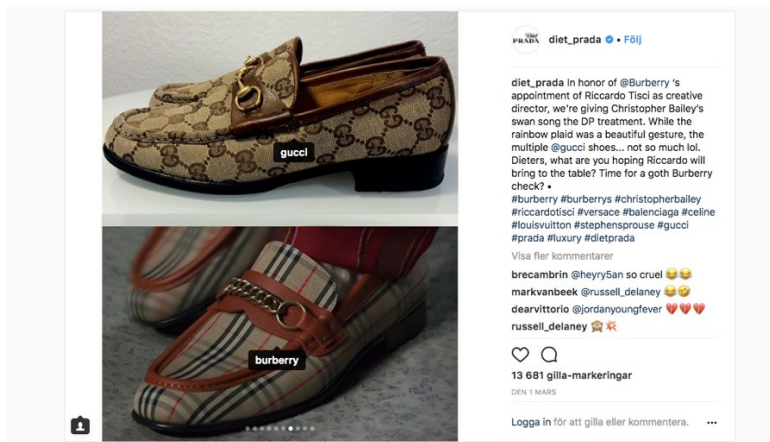 gucci
burberry
Diet
PRADA
diet_prada • Följ
diet_prada In honor of @Burberry 's
appointment of Riccardo Tisci as creative
director, we're giving Christopher Bailey's
swan song the DP treatment. While the
rainbow plaid was a beautiful gesture, the
multiple @gucci shoes... not so much lol.
Dieters, what are you hoping Riccardo will
bring to the table? Time for a goth Burberry
check? •
#burberry #burberrys #christopherbailey
#riccardotisci #versace #balenciaga #celine
#louisvuitton #stephensprouse #gucci
#prada #luxury #dietprada
Visa fler kommentarer
brecambrin @heyry5an so cruel 😂😂
markvanbeek @russell_delaney 😂🤣
dearvittorio @jordanyoungfever 💔💔💔
russell_delaney 🙈💥
13 681 gilla-markeringar
DEN 1 MARS
Logga in för att gilla eller kommentera.